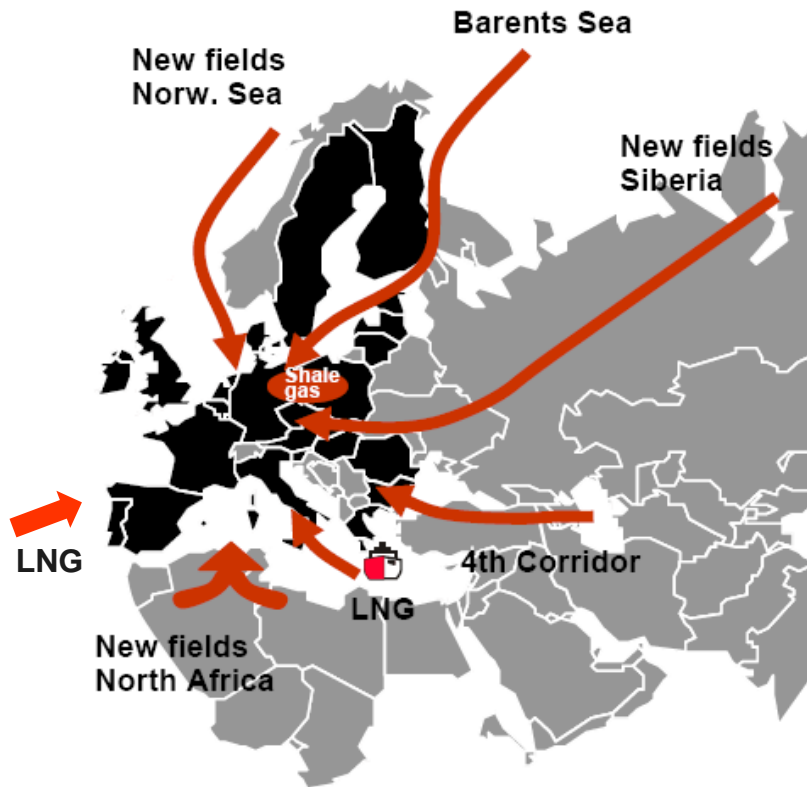 Barents Sea
New fields
Norw. Sea
New fields
Siberia
Shale
gas
LNG
4th Corridor
LNG
New fields
North Africa